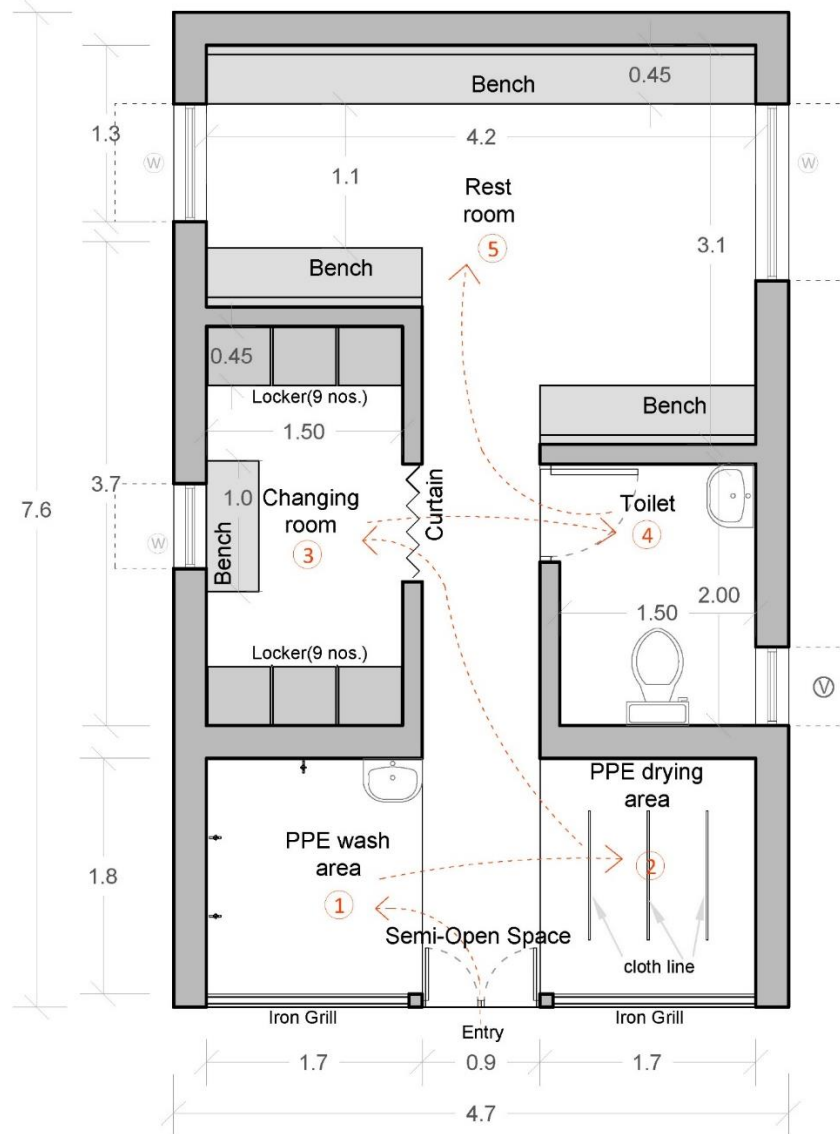 Bench
0.45
4.2
1.3
W
W
1.1
Rest
room
5
3.1
Bench
0.45
Locker(9 nos.)
1.50
Bench
3.7
7.6
1.0
Changing
room
3
Curtain
Toilet
4
W
Bench
2.00
1.50
Locker(9 nos.)
V
PPE drying
area
PPE wash
area
2
1.8
1
Semi-Open Space
cloth line
Iron Grill
Entry
Iron Grill
1.7
0.9
1.7
4.7